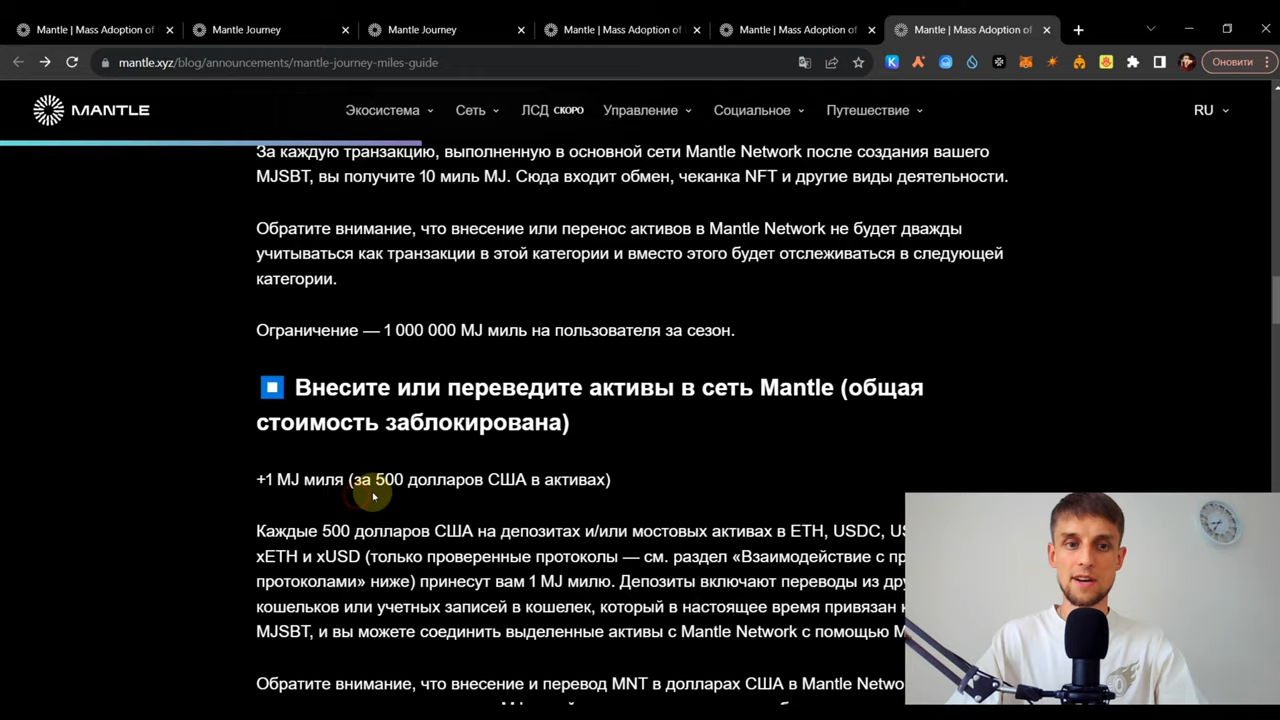 Mantle | Mass Adoption of
Mantle Journey
Mantle Journey
Mantle | Mass Adoption of
Mantle | Mass Adoption of
Mantle | Mass Adoption of
mantle.xyz/blog/announcements/mantle-journey-miles-guide
Оновити
MANTLE
Экосистема
Сеть
ЛСД СКОРО
Управление
Социальное
Путешествие
RU
За каждую транзакцию, выполненную в основной сети Mantle Network после создания вашего
MJSBT, вы получите 10 миль MJ. Сюда входит обмен, чеканка NFT и другие виды деятельности.
Обратите внимание, что внесение или перенос активов в Mantle Network не будет дважды
учитываться как транзакции в этой категории и вместо этого будет отслеживаться в следующей
категории.
Ограничение — 1 000 000 MJ миль на пользователя за сезон.
Внесите или переведите активы в сеть Mantle (общая
стоимость заблокирована)
+1 MJ миля (за 500 долларов США в активах)
Каждые 500 долларов США на депозитах и/или мостовых активах в ETH, USDC,
xETH и xUSD (только проверенные протоколы — см. раздел «Взаимодействие с
протоколами» ниже) принесут вам 1 MJ милю. Депозиты включают переводы из
кошельков или учетных записей в кошелек, который в настоящее время привязан
MJSBT, и вы можете соединить выделенные активы с Mantle Network с помощью
Обратите внимание, что внесение и перевод MNT в долларах США в Mantle